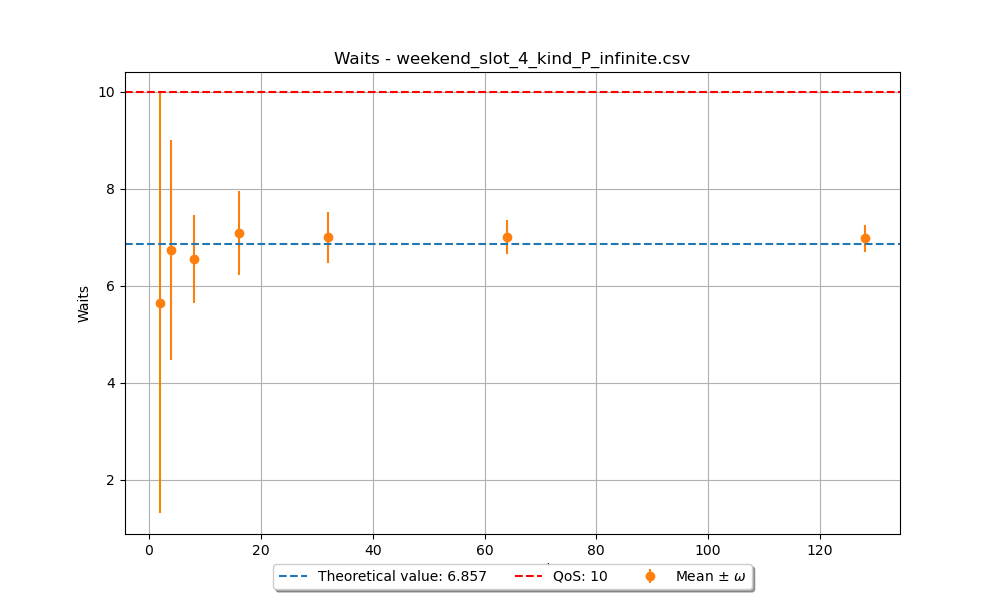 Waits - weekend_slot_4_kind_P_infinite.csv
10
8
6
4
2
Waits
0 20 40 60 80 100 120
Theoretical value: 6.857 QoS: 10 Mean ± ω